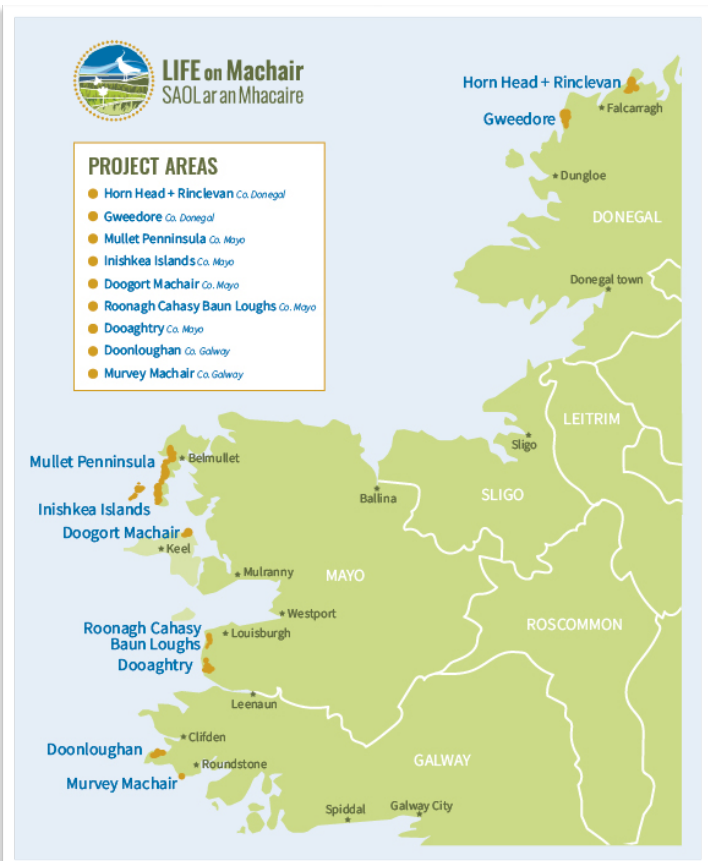 LIFE on Machair
SAOL ar an Mhacaire
PROJECT AREAS
Horn Head + Rinclevan Co. Donegal
Gweedore Co. Donegal
Mullet Penninsula Co. Mayo
Inishkea Islands Co. Mayo
Doogort Machair Co. Mayo
Roonagh Cahasy Baun Loughs Co. Mayo
Dooaghtry Co. Mayo
Doonloughan Co. Galway
Murvey Machair Co. Galway
Horn Head + Rinclevan
Falcarragh
Gweedore
Dungloe
DONEGAL
Donegal town
LEITRIM
Sligo
SLIGO
Ballina
Mullet Penninsula
Belmullet
Inishkea Islands
Doogort Machair
Keel
Mulranny
MAYO
Westport
ROSCOMMON
Roonagh Cahasy
Baun Loughs
Louisburgh
Dooaghtry
Leenaun
Clifden
Doonloughan
Roundstone
GALWAY
Murvey Machair
Spiddal
Galway City